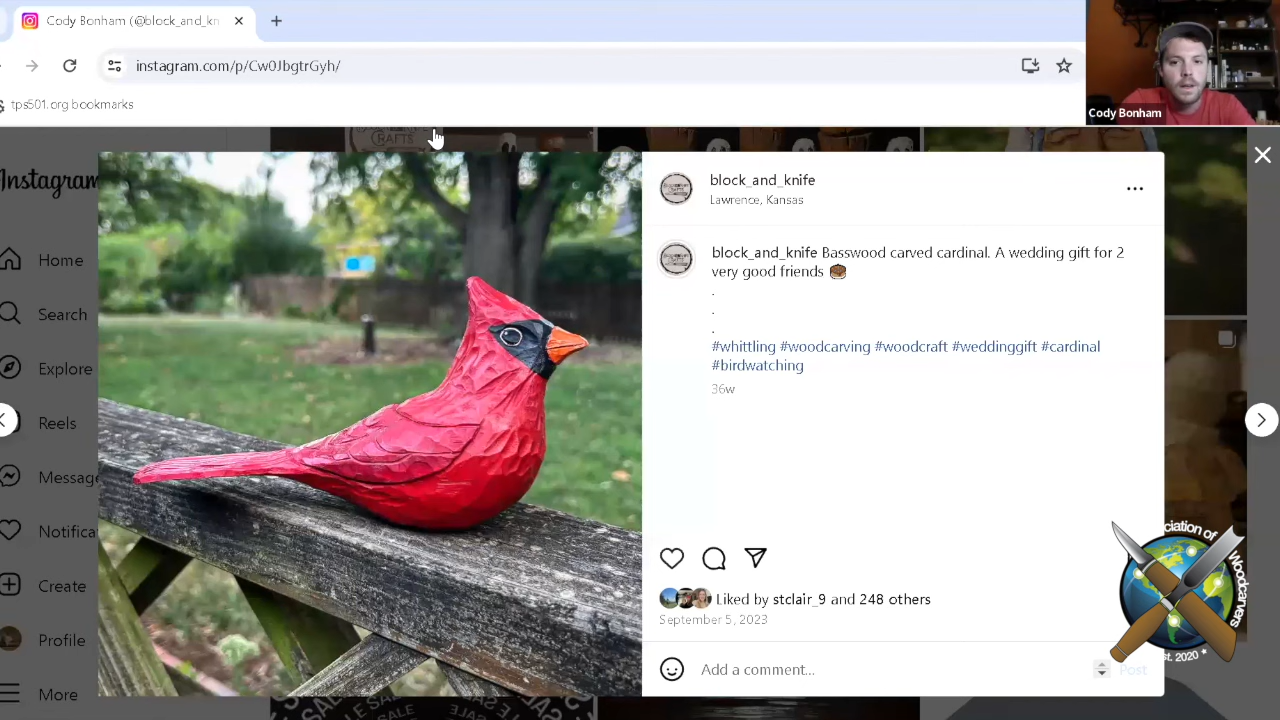 Cody Bonham (@block_and_kn
instagram.com/p/Cw0JbgtrGyh/
tps501.org bookmarks
Cody Bonham
CRAFTS
Instagram
Home
Search
Explore
Reels
Message
Notifica
Create
Profile
More
block_and_knife
Lawrence, Kansas
block_and_knife Basswood carved cardinal. A wedding gift for 2
very good friends
.
.
.
#whittling #woodcarving #woodcraft #weddinggift #cardinal
#birdwatching
36w
Liked by stclair_9 and 248 others
September 5, 2023
Add a comment...
Post
ciation of
Woodcarvers
st. 2020 *